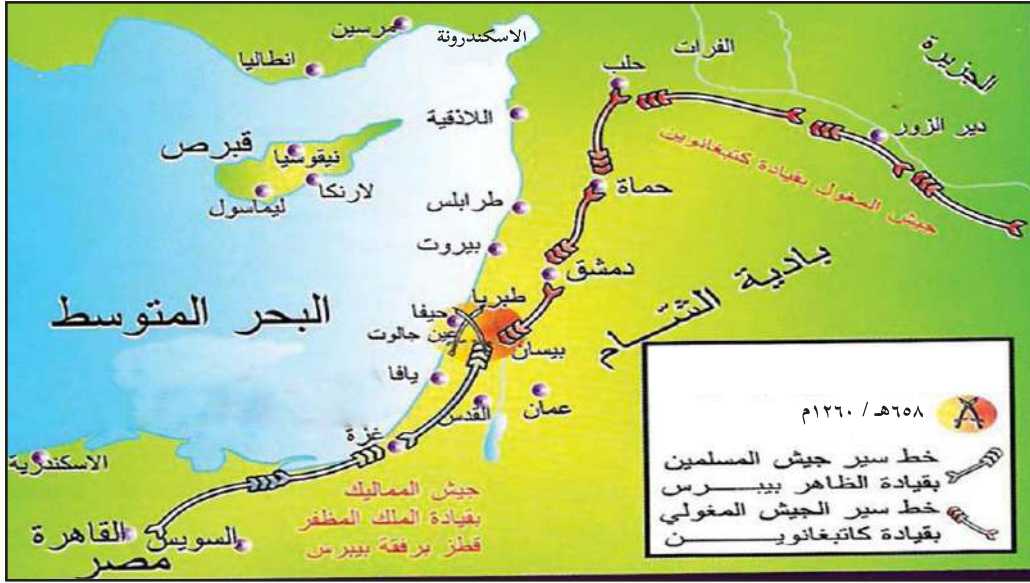 مرسين
الاسكندرونة
انطاليا
حلب
الفرات
الجزيرة
اللاذقية
دير الزور
قبرص
نيقوسيا
لارنكا
ليماسول
حماة
جيش المغول بقيادة كتبغانوين
طرابلس
بيروت
دمشق
بادية الشام
البحر المتوسط
طبريا
حيفا
عين جالوت
بيسان
يافا
عمان
القدس
غزة
الاسكندرية
القاهرة
السويس
مصر
جيش المماليك
بقيادة الملك المظفر
قطز برفقة بيبرس
٦٥٨هـ / ١٢٦٠م
خط سير جيش المسلمين
بقيادة الظاهر بيبـــــرس
خط سير الجيش المغولي
بقيادة كاتبغانويـــــن